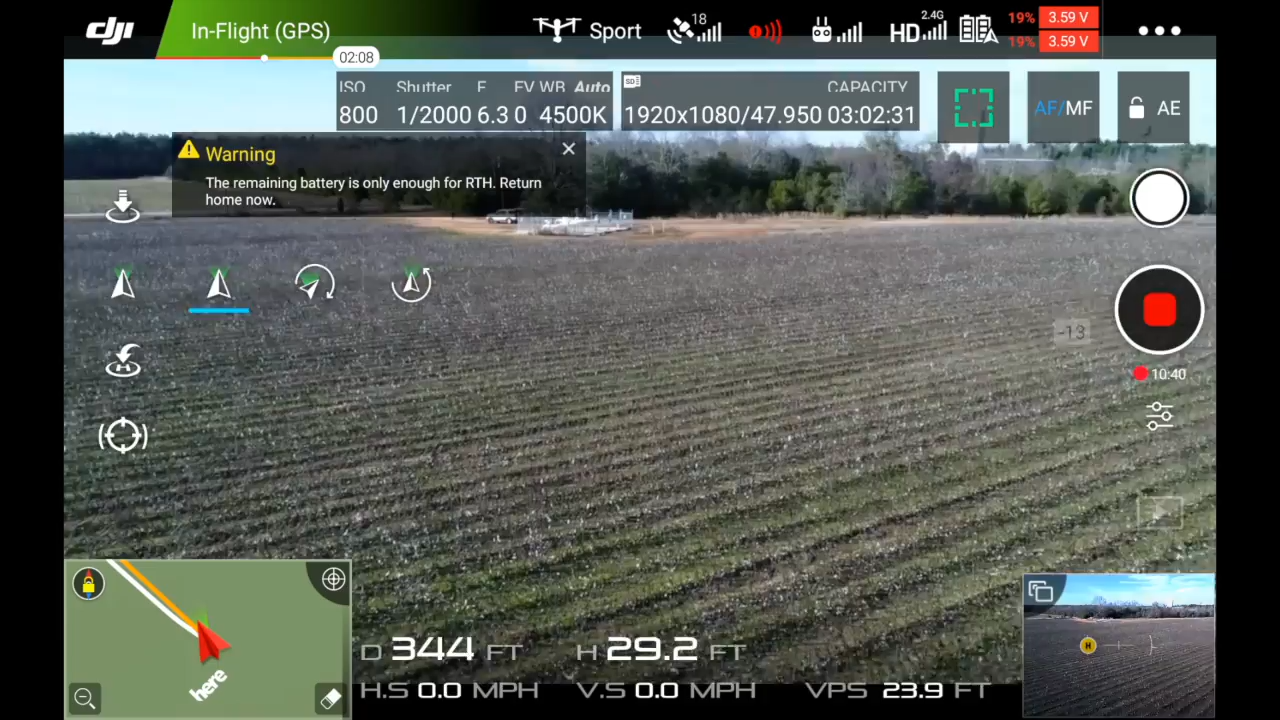 dji In-Flight (GPS) Sport 18 HD 2.4G 19% 3.59 V
19% 3.59 V
02:08
ISO Shutter F EV WB Auto SD CAPACITY
800 1/2000 6.3 0 4500K 1920x1080/47.950 03:02:31 AF/MF AE
Warning
The remaining battery is only enough for RTH. Return
home now.
-13
10:40
here
D 344 FT H 29.2 FT
H.S 0.0 MPH V.S 0.0 MPH VPS 23.9 FT
H